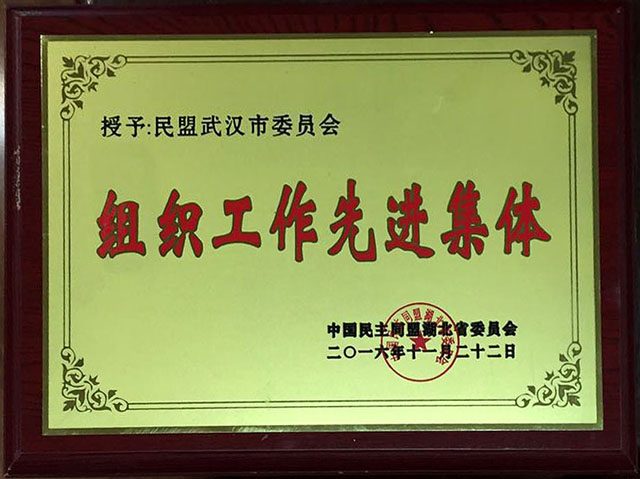 授予:民盟武汉市委员会
组织工作先进集体
中国民主同盟湖北省委员会
二〇一六年十一月二十二日